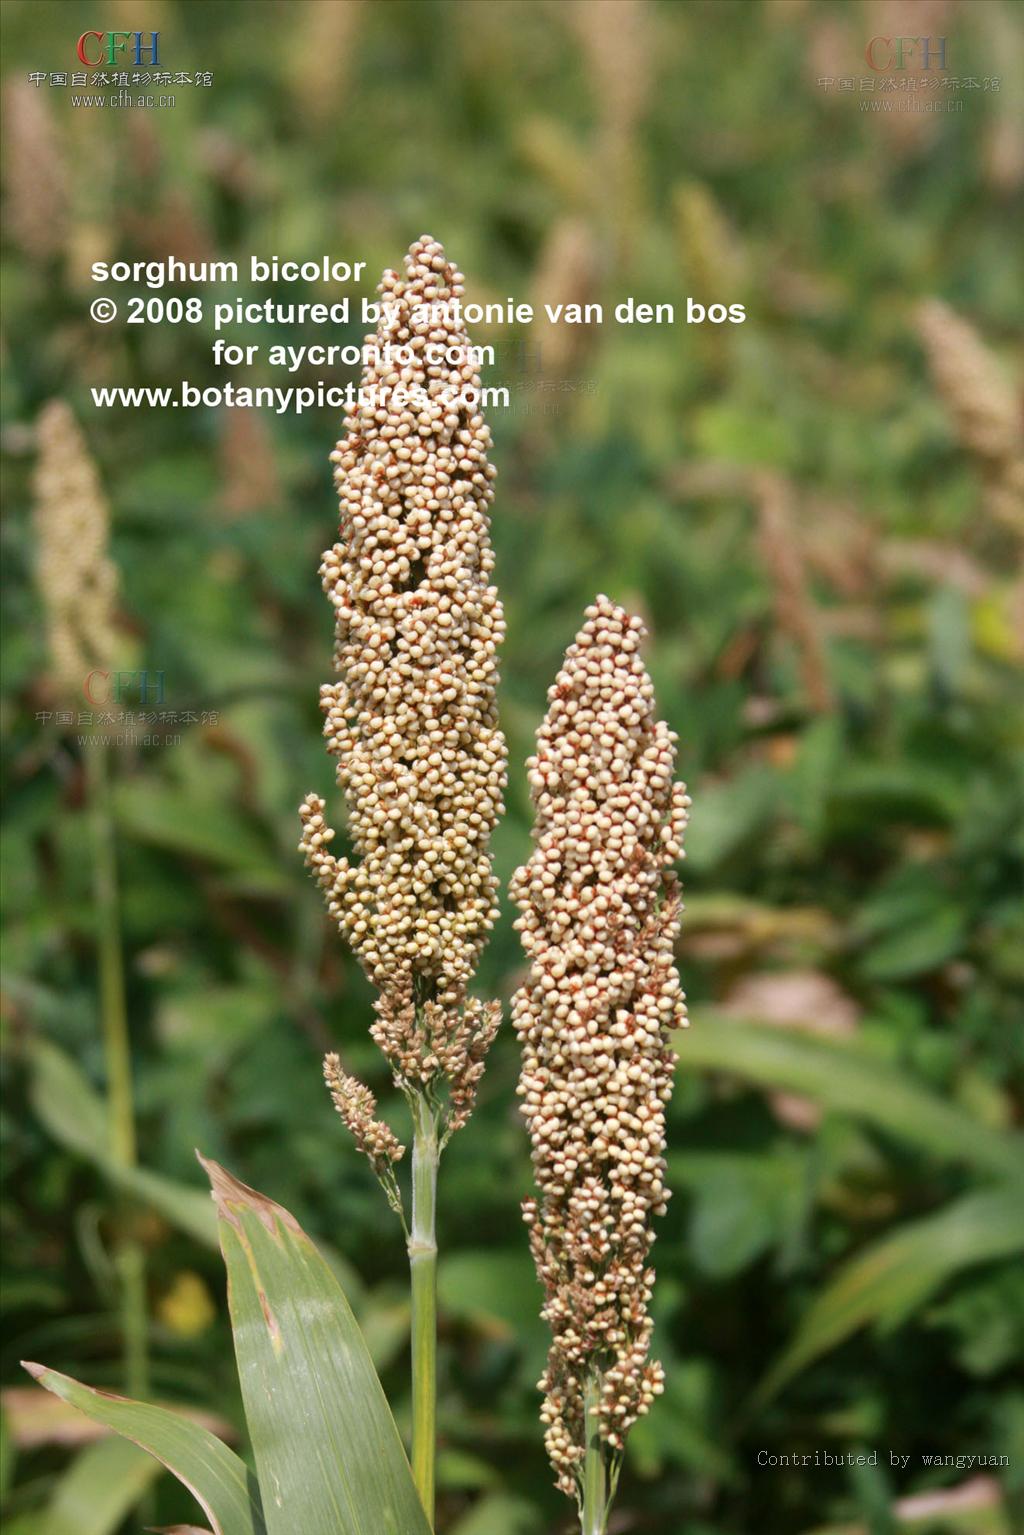 CFH
中国自然植物标本馆
www.cfh.ac.cn
CFH
中国自然植物标本馆
www.cfh.ac.cn
sorghum bicolor
© 2008 pictured by antonie van den bos
for aycronto.com
www.botanypictures.com
CFH
中国自然植物标本馆
www.cfh.ac.cn
Contributed by wangyuan